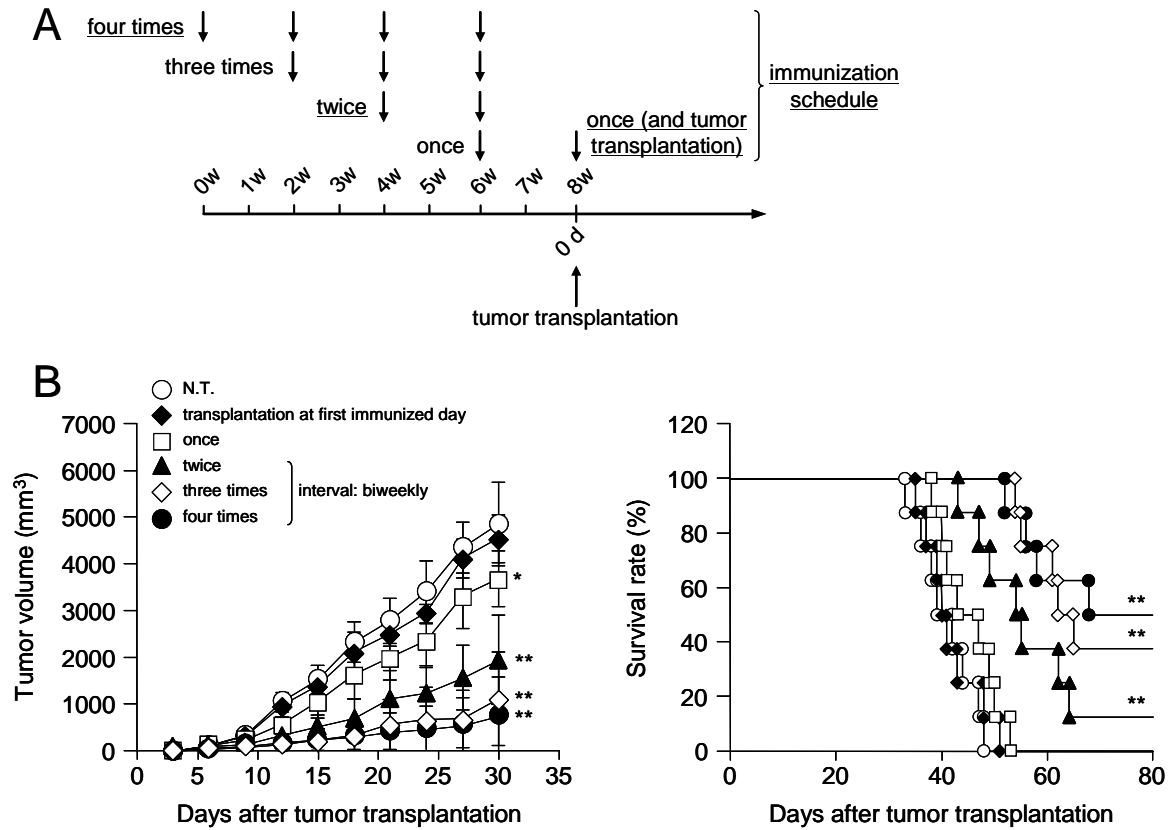 A
four times
three times
twice
once
once (and tumor
transplantation)
immunization
schedule
0w 1w 2w 3w 4w 5w 6w 7w 8w
0 d
tumor transplantation
B
N.T.
transplantation at first immunized day
once
twice
three times
four times
interval: biweekly
Tumor volume (mm³)
7000
6000
5000
4000
3000
2000
1000
0
0 5 10 15 20 25 30 35
Days after tumor transplantation
*
**
**
**
Survival rate (%)
120
100
80
60
40
20
0
0 20 40 60 80
Days after tumor transplantation
**
**
**